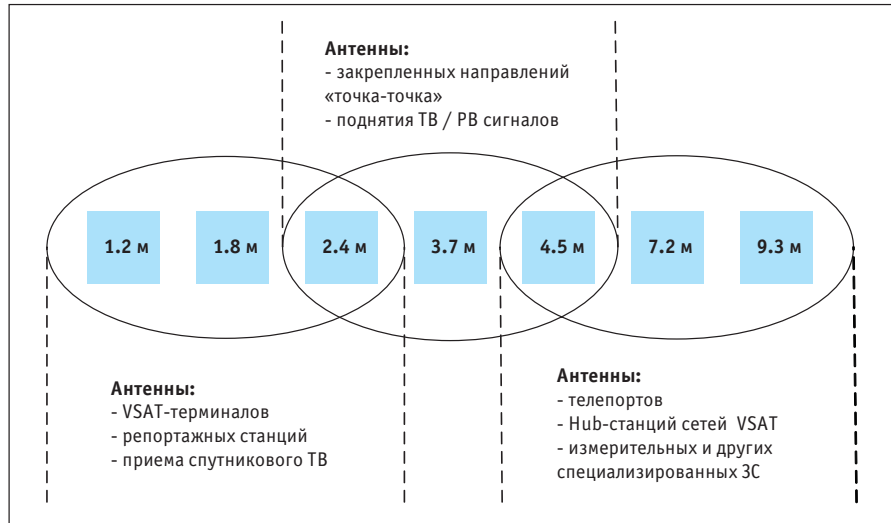 Антенны:
- закрепленных направлений
«точка-точка»
- поднятия ТВ / РВ сигналов
1.2 м
1.8 м
2.4 м
3.7 м
4.5 м
7.2 м
9.3 м
Антенны:
- VSAT-терминалов
- репортажных станций
- приема спутникового ТВ
Антенны:
- телепортов
- Hub-станций сетей VSAT
- измерительных и других
специализированных ЗС